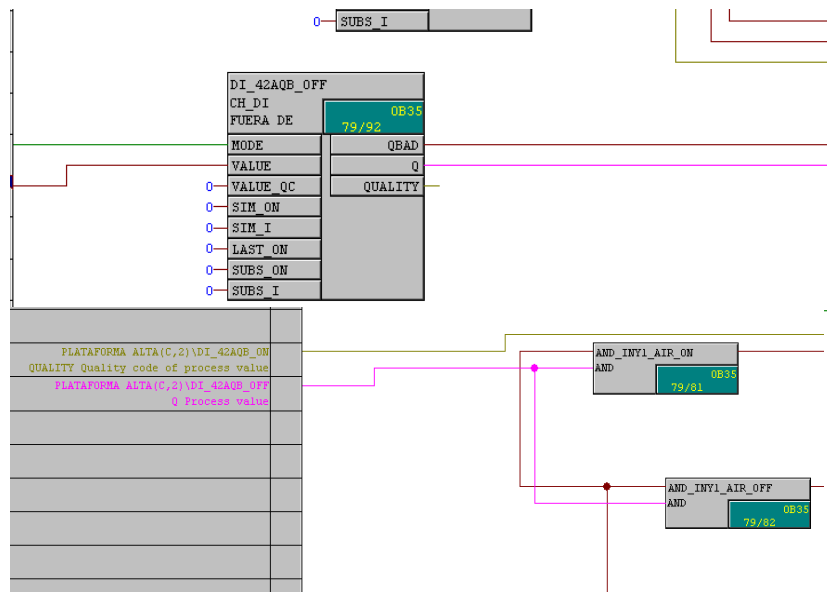 0 SUBS_I
DI_42AQB_OFF
CH_DI
FUERA DE
OB35
79/92
MODE QBAD
VALUE Q
0 VALUE_QC QUALITY
0 SIM_ON
0 SIM_I
0 LAST_ON
0 SUBS_ON
0 SUBS_I
PLATAFORMA ALTA(C,2)\DI_42AQB_ON
QUALITY Quality code of process value
PLATAFORMA ALTA(C,2)\DI_42AQB_OFF
Q Process value
AND_INY1_AIR_ON
AND
OB35
79/81
AND_INY1_AIR_OFF
AND
OB35
79/82